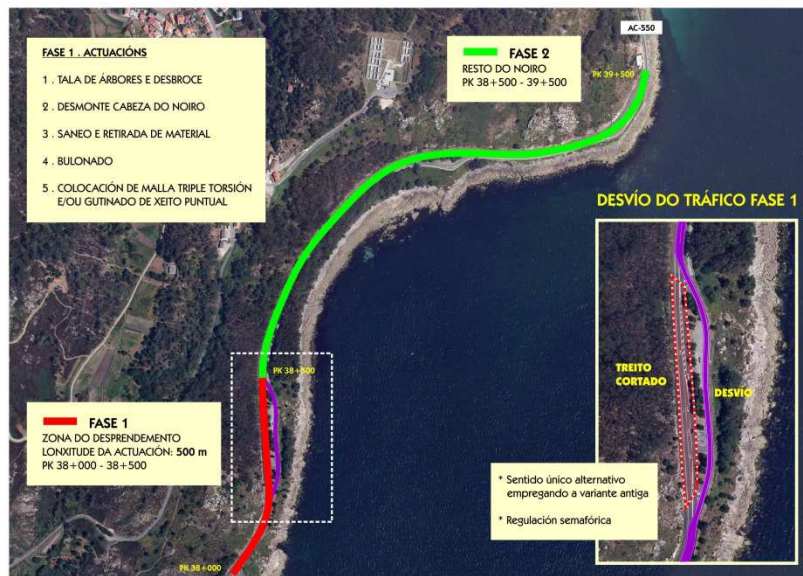 FASE 1 . ACTUACIÓNS
1 . TALA DE ÁRBORES E DESBROCE
2 . DESMONTE CABEZA DO NOIRO
3 . SANEO E RETIRADA DE MATERIAL
4 . BULONADO
5 . COLOCACIÓN DE MALLA TRIPLE TORSIÓN
E/OU GUTINADO DE XEITO PUNTUAL
FASE 2
RESTO DO NOIRO
PK 38+500 - 39+500
AC-550
PK 39+500
DESVÍO DO TRÁFICO FASE 1
TREITO
CORTADO
DESVÍO
PK 38+500
FASE 1
ZONA DO DESPRENDEMENTO
LONXITUDE DA ACTUACIÓN: 500 m
PK 38+000 - 38+500
* Sentido único alternativo
empregando a variante antiga
* Regulación semafórica
PK 38+000